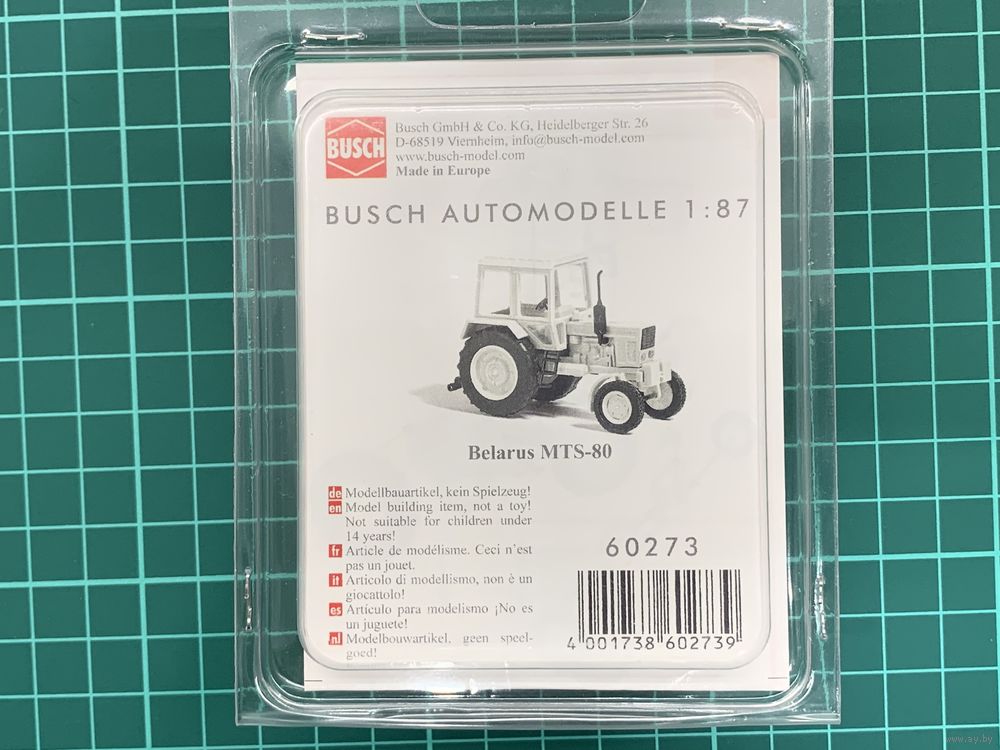 BUSCH
Busch GmbH & Co. KG, Heidelberger Str. 26
D-68519 Viernheim, info@busch-model.com
www.busch-model.com
Made in Europe
BUSCH AUTOMODELLE 1:87
Belarus MTS-80
de Modellbauartikel, kein Spielzeug!
en Model building item, not a toy!
Not suitable for children under
14 years!
fr Article de modélisme. Ceci n'est
pas un jouet.
it Articolo di modellismo, non è un
giocattolo!
es Artículo para modelismo ¡No es
un juguete!
nl Modelbouwartikel, geen speel-
goed!
60273
4 001738 602739
www.ay.by